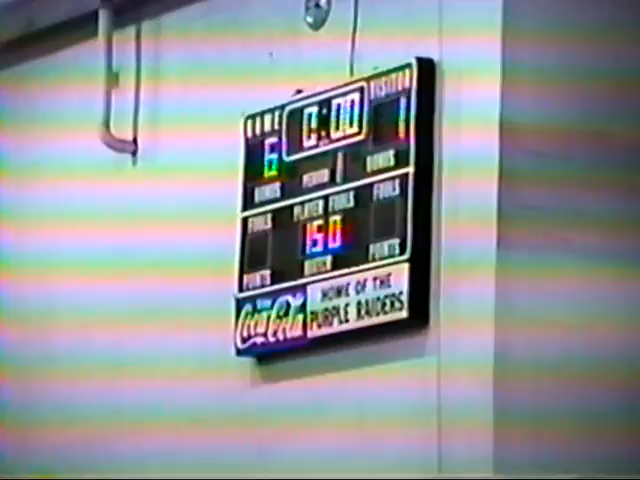 HOME 0:00 VISITOR
6 1
BONUS PERIOD BONUS
FOULS PLAYER FOULS FOULS
150
POINTS MATCH POINTS
Coca-Cola
HOME OF THE
PURPLE RAIDERS